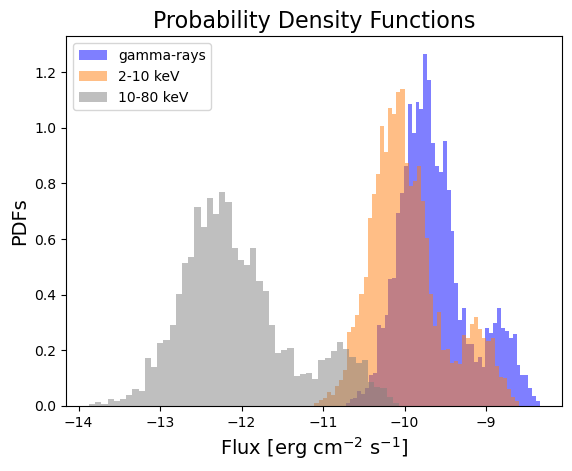 Probability Density Functions
gamma-rays
2-10 keV
10-80 keV
PDFs
1.2
1.0
0.8
0.6
0.4
0.2
0.0
−14 −13 −12 −11 −10 −9
Flux [erg cm⁻² s⁻¹]